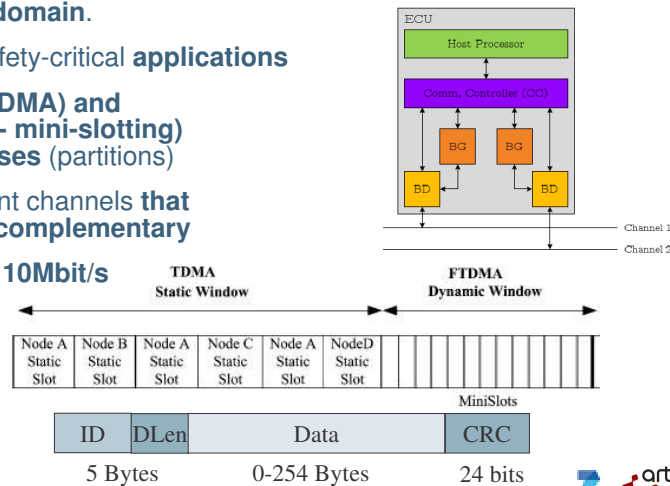 domain.
fety-critical applications
DMA) and
- mini-slotting)
ses (partitions)
nt channels that
complementary
10Mbit/s
ECU
Host Processor
Comm. Controller (CC)
BG
BG
BD
BD
Channel 1
Channel 2
TDMA
Static Window
FTDMA
Dynamic Window
Node A Static Slot
Node B Static Slot
Node A Static Slot
Node C Static Slot
Node A Static Slot
NodeD Static Slot
MiniSlots
ID DLen Data CRC
5 Bytes 0-254 Bytes 24 bits
art